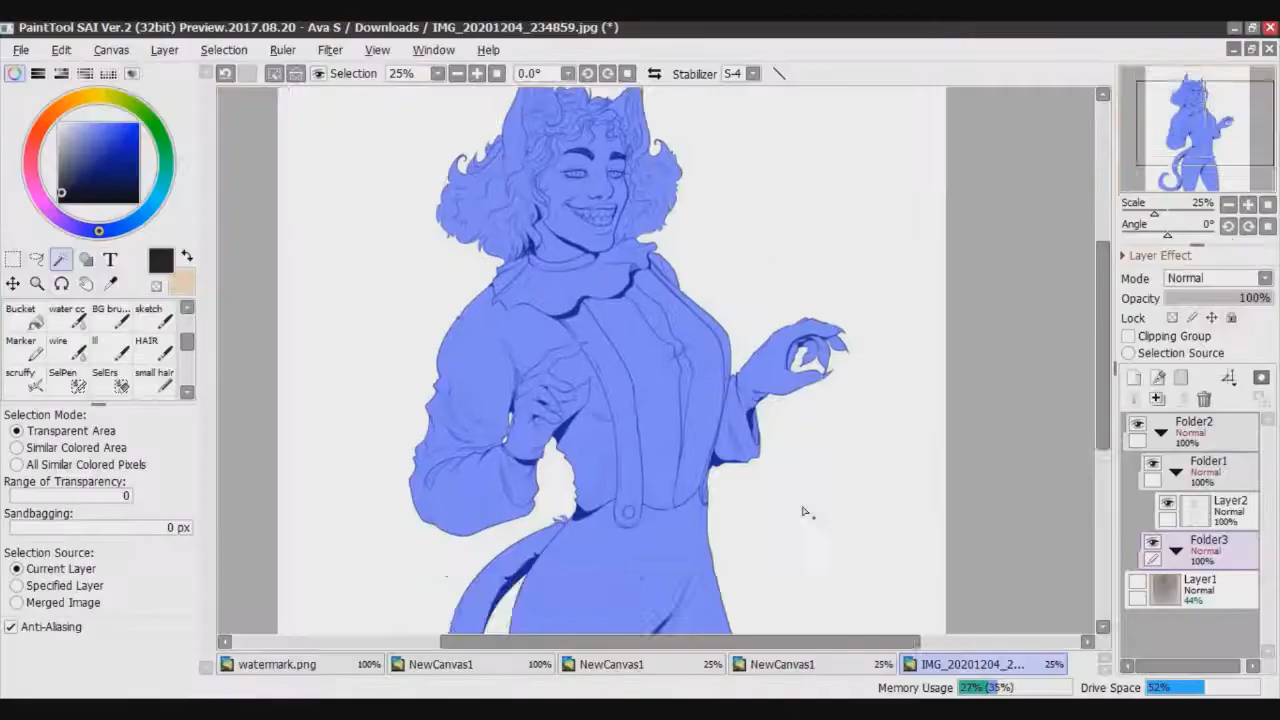 PaintTool SAI Ver.2 (32bit) Preview.2017.08.20 - Ava S / Downloads / IMG_20201204_234859.jpg (*)
File Edit Canvas Layer Selection Ruler Filter View Window Help
Selection 25% 0.0° Stabilizer S-4
Scale 25%
Angle 0°
Layer Effect
Mode Normal
Opacity 100%
Lock
Clipping Group
Selection Source
T
Bucket water cc BG bru... sketch
Marker wire lll HAIR
scruffy SelPen SelErs small hair
Selection Mode:
Transparent Area
Similar Colored Area
All Similar Colored Pixels
Range of Transparency:
0
Sandbagging:
0 px
Selection Source:
Current Layer
Specified Layer
Merged Image
Anti-Aliasing
Folder2
Normal
100%
Folder1
Normal
100%
Layer2
Normal
100%
Folder3
Normal
100%
Layer1
Normal
44%
watermark.png 100% NewCanvas1 100% NewCanvas1 25% NewCanvas1 25% IMG_20201204_2... 25%
Memory Usage 27% (35%) Drive Space 52%